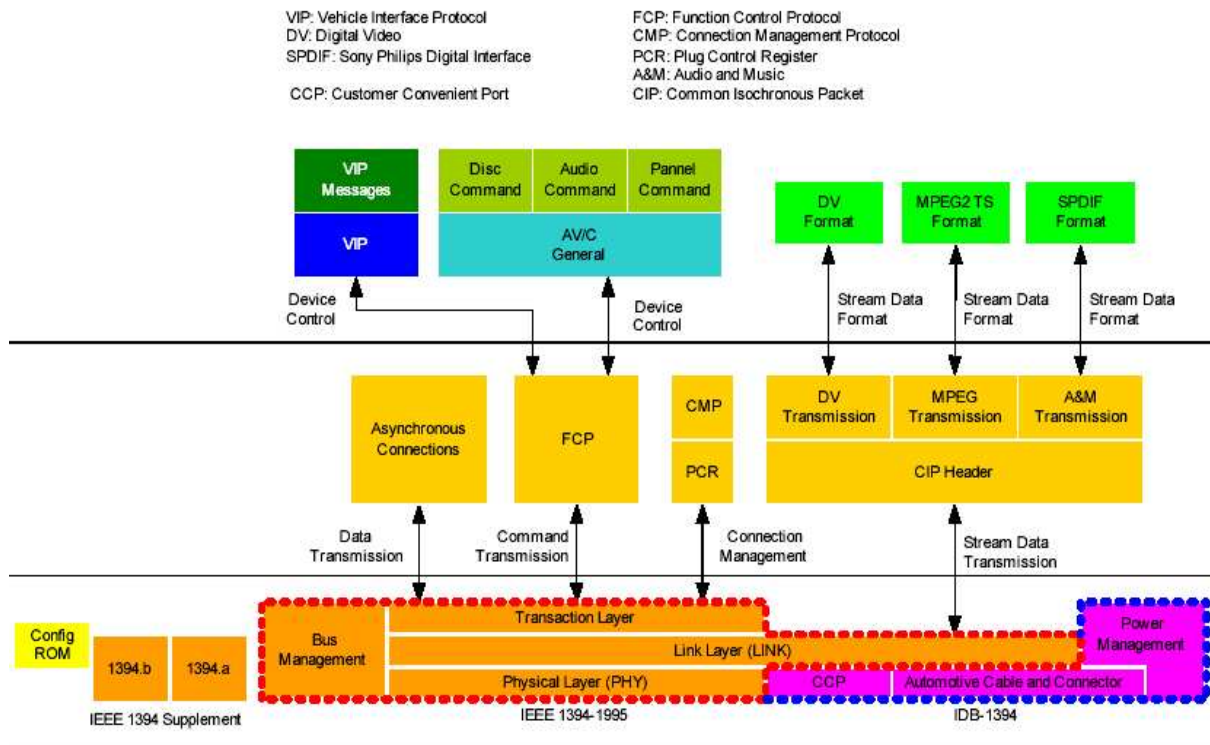 VIP: Vehicle Interface Protocol
DV: Digital Video
SPDIF: Sony Philips Digital Interface
CCP: Customer Convenient Port
FCP: Function Control Protocol
CMP: Connection Management Protocol
PCR: Plug Control Register
A&M: Audio and Music
CIP: Common Isochronous Packet
VIP
Messages
Disc
Command
Audio
Command
Pannel
Command
DV
Format
MPEG2 TS
Format
SPDIF
Format
VIP
AV/C
General
Device
Control
Device
Control
Stream Data
Format
Stream Data
Format
Stream Data
Format
Asynchronous
Connections
FCP
CMP
PCR
DV
Transmission
MPEG
Transmission
A&M
Transmission
CIP Header
Data
Transmission
Command
Transmission
Connection
Management
Stream Data
Transmission
Config
ROM
1394.b
1394.a
Bus
Management
Transaction Layer
Link Layer (LINK)
Physical Layer (PHY)
CCP
Automotive Cable and Connector
Power
Management
IEEE 1394 Supplement
IEEE 1394-1995
IDB-1394